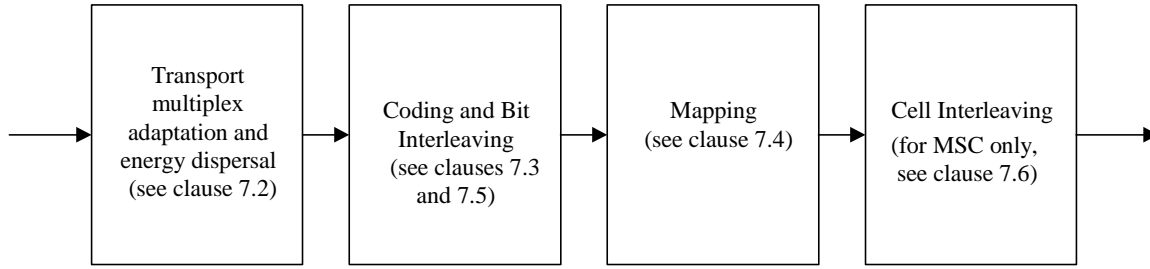 Transport
multiplex
adaptation and
energy dispersal
(see clause 7.2)
Coding and Bit
Interleaving
(see clauses 7.3
and 7.5)
Mapping
(see clause 7.4)
Cell Interleaving
(for MSC only,
see clause 7.6)